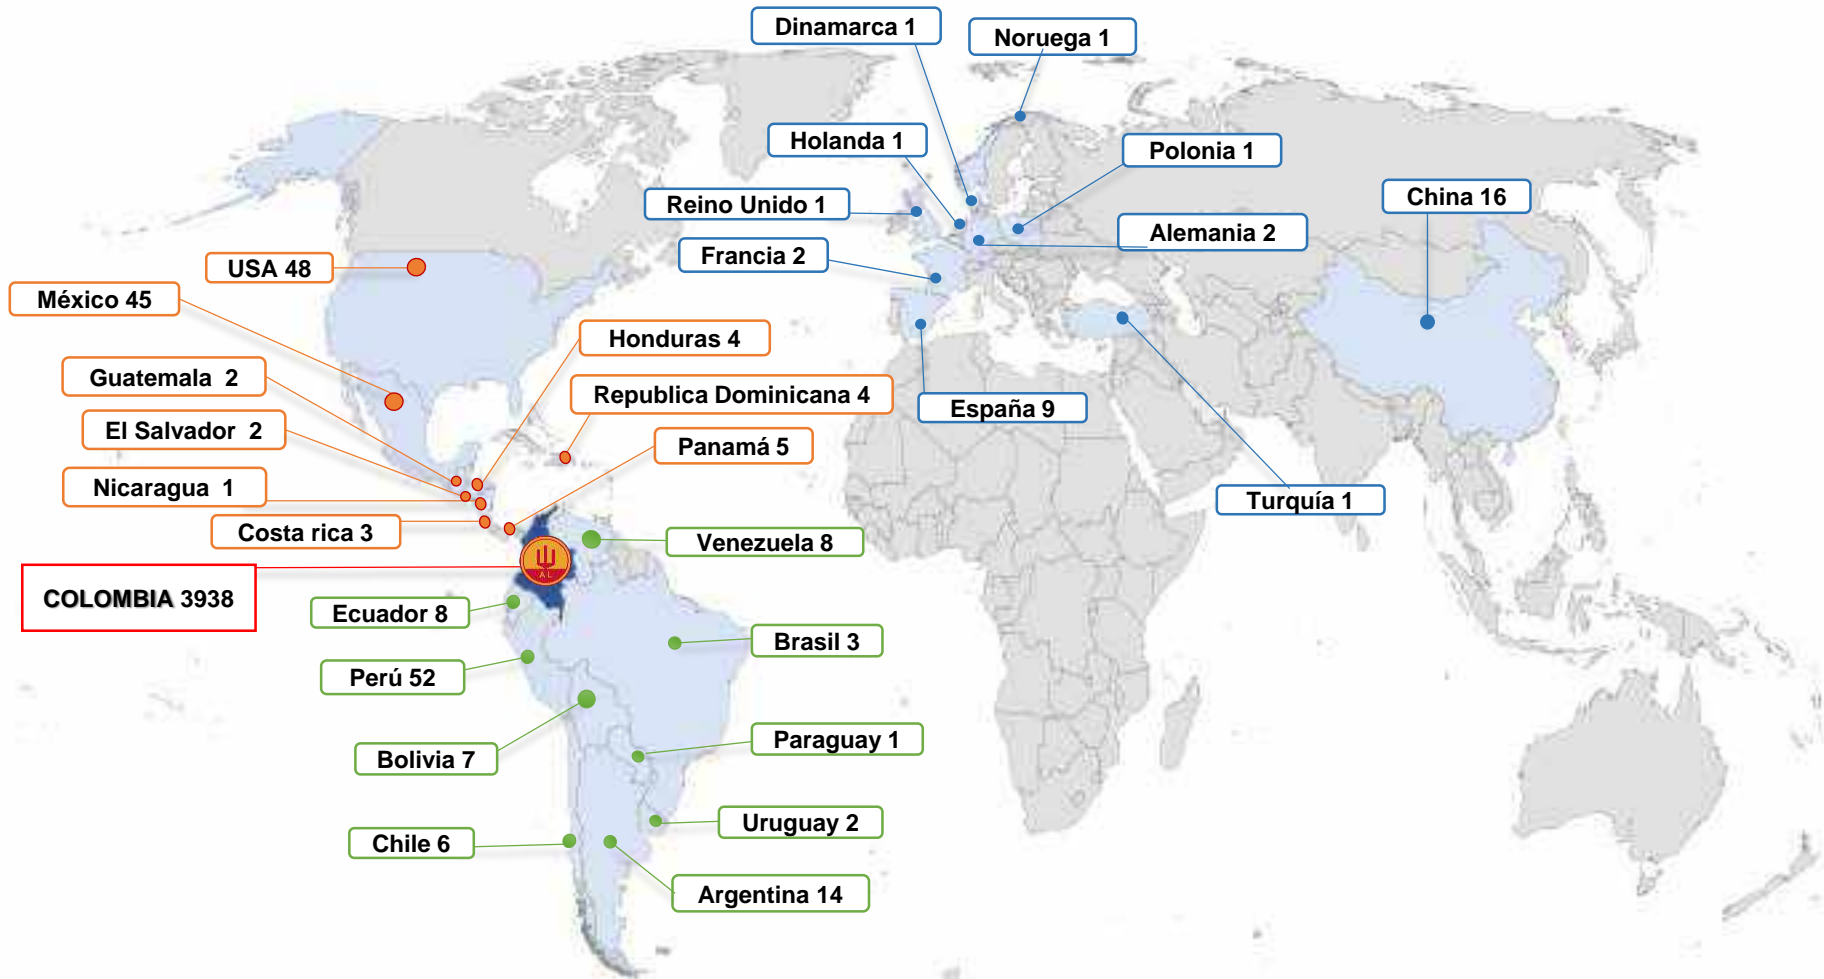 Dinamarca 1
Noruega 1
Holanda 1
Polonia 1
Reino Unido 1
China 16
Alemania 2
Francia 2
USA 48
México 45
Honduras 4
Guatemala 2
Republica Dominicana 4
España 9
El Salvador 2
Panamá 5
Nicaragua 1
Turquía 1
Costa rica 3
Venezuela 8
AL
COLOMBIA 3938
Ecuador 8
Brasil 3
Perú 52
Paraguay 1
Bolivia 7
Uruguay 2
Chile 6
Argentina 14